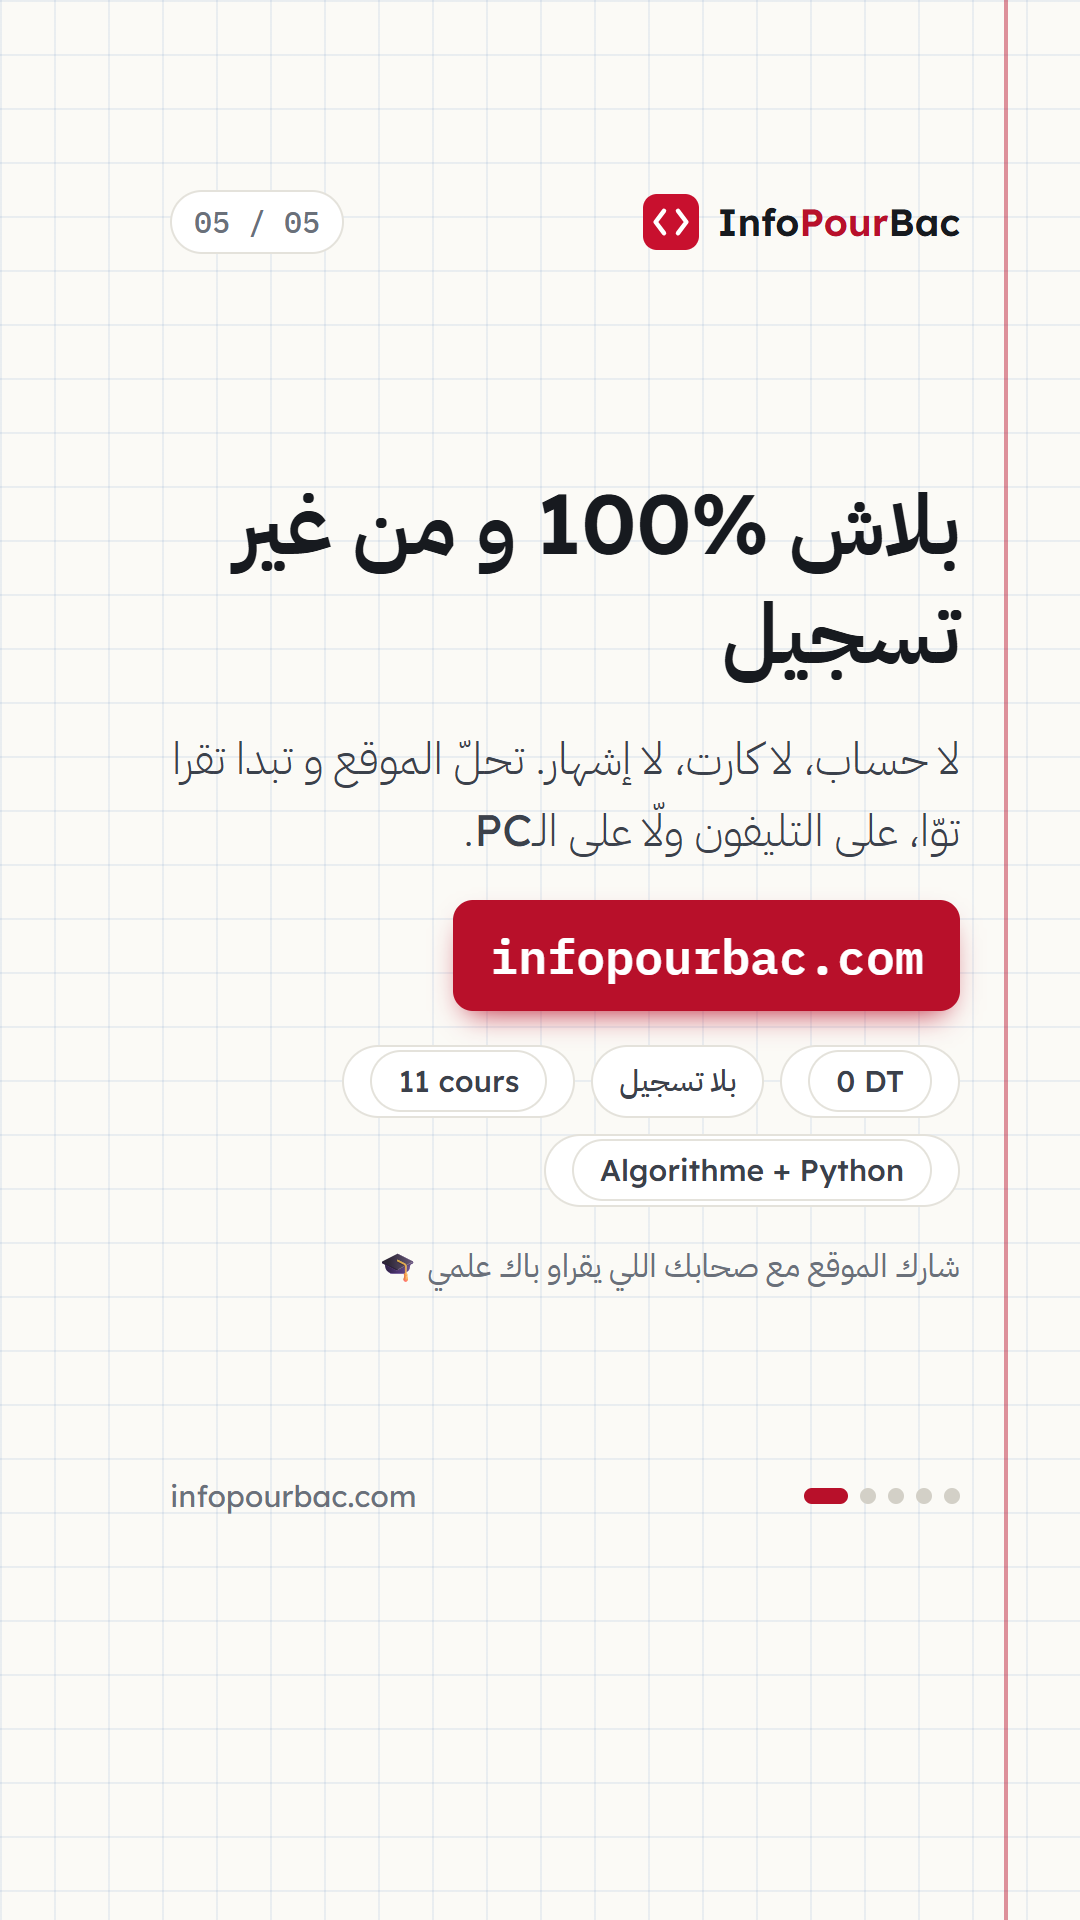 InfoPourBac
05 / 05
بلاش 100% و من غير
تسجيل
لا حساب، لا كارت، لا إشهار. تحلّ الموقع و تبدا تقرا
توّا، على التليفون ولّا على الـPC.
infopourbac.com
0 DT
بلا تسجيل
11 cours
Algorithme + Python
شارك الموقع مع صحابك اللي يقراو باك علمي 🎓
infopourbac.com